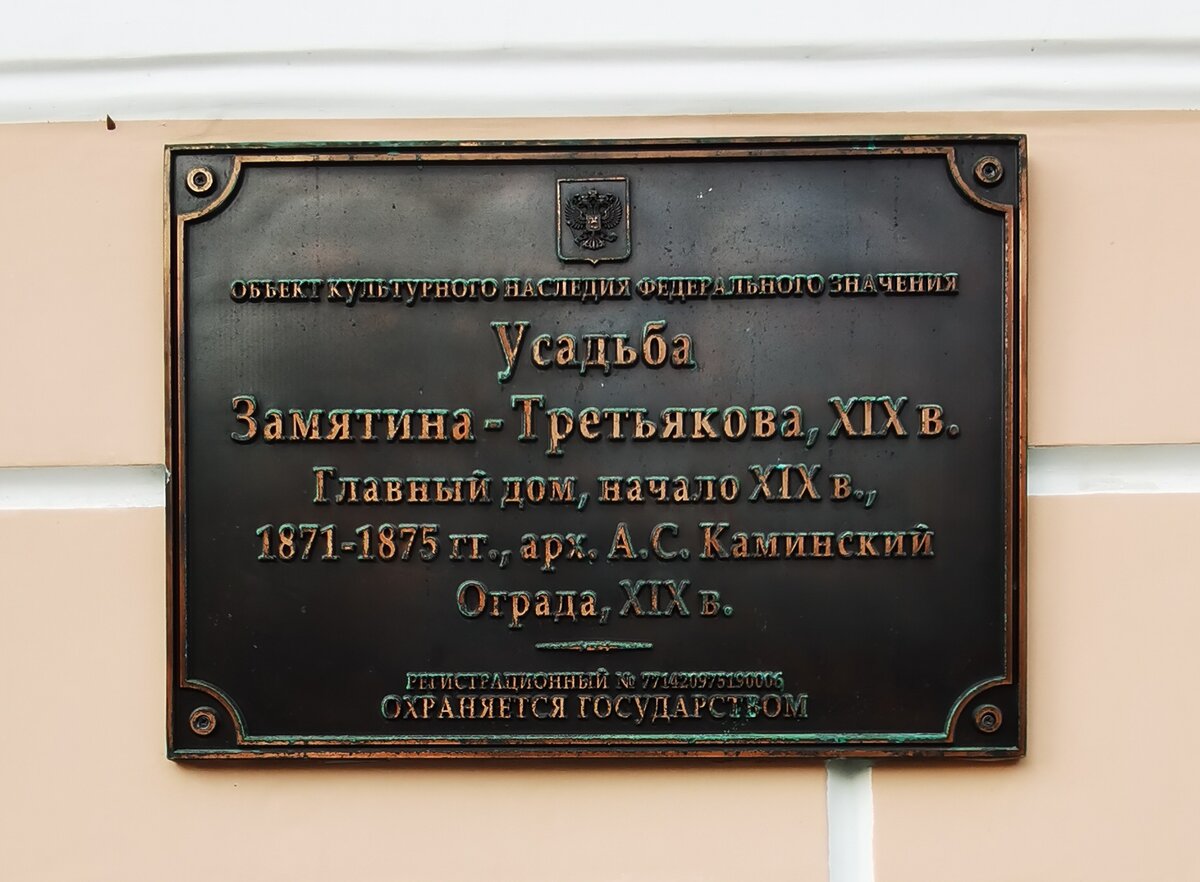 ОБЪЕКТ КУЛЬТУРНОГО НАСЛЕДИЯ ФЕДЕРАЛЬНОГО ЗНАЧЕНИЯ
Усадьба
Замятина - Третьякова, XIX в.
Главный дом, начало XIX в.,
1871-1875 гг., арх. А.С. Каминский
Ограда, XIX в.
РЕГИСТРАЦИОННЫЙ № 771420975190006
ОХРАНЯЕТСЯ ГОСУДАРСТВОМ